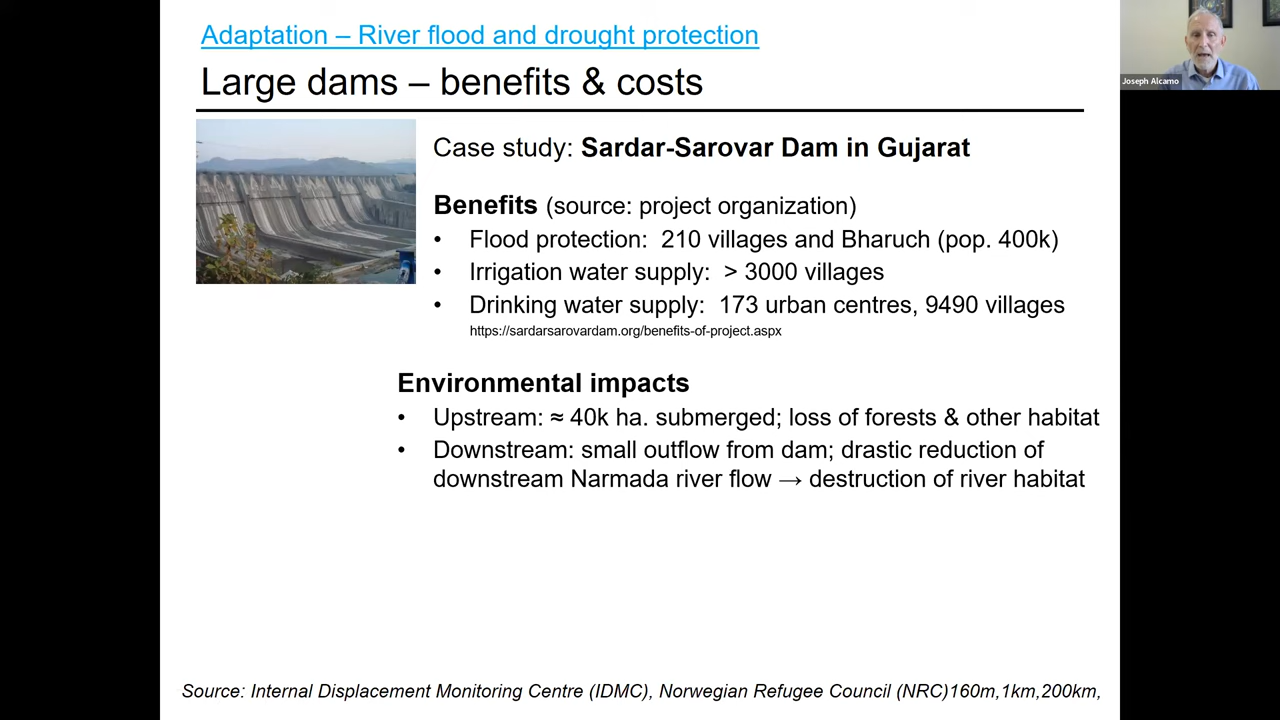 Adaptation – River flood and drought protection
Large dams – benefits & costs
Joseph Alcamo
Case study: Sardar-Sarovar Dam in Gujarat
Benefits (source: project organization)
• Flood protection:  210 villages and Bharuch (pop. 400k)
• Irrigation water supply:  > 3000 villages
• Drinking water supply:  173 urban centres, 9490 villages
https://sardarsarovardam.org/benefits-of-project.aspx
Environmental impacts
• Upstream: ≈ 40k ha. submerged; loss of forests & other habitat
• Downstream: small outflow from dam; drastic reduction of
downstream Narmada river flow → destruction of river habitat
Source: Internal Displacement Monitoring Centre (IDMC), Norwegian Refugee Council (NRC)160m,1km,200km,